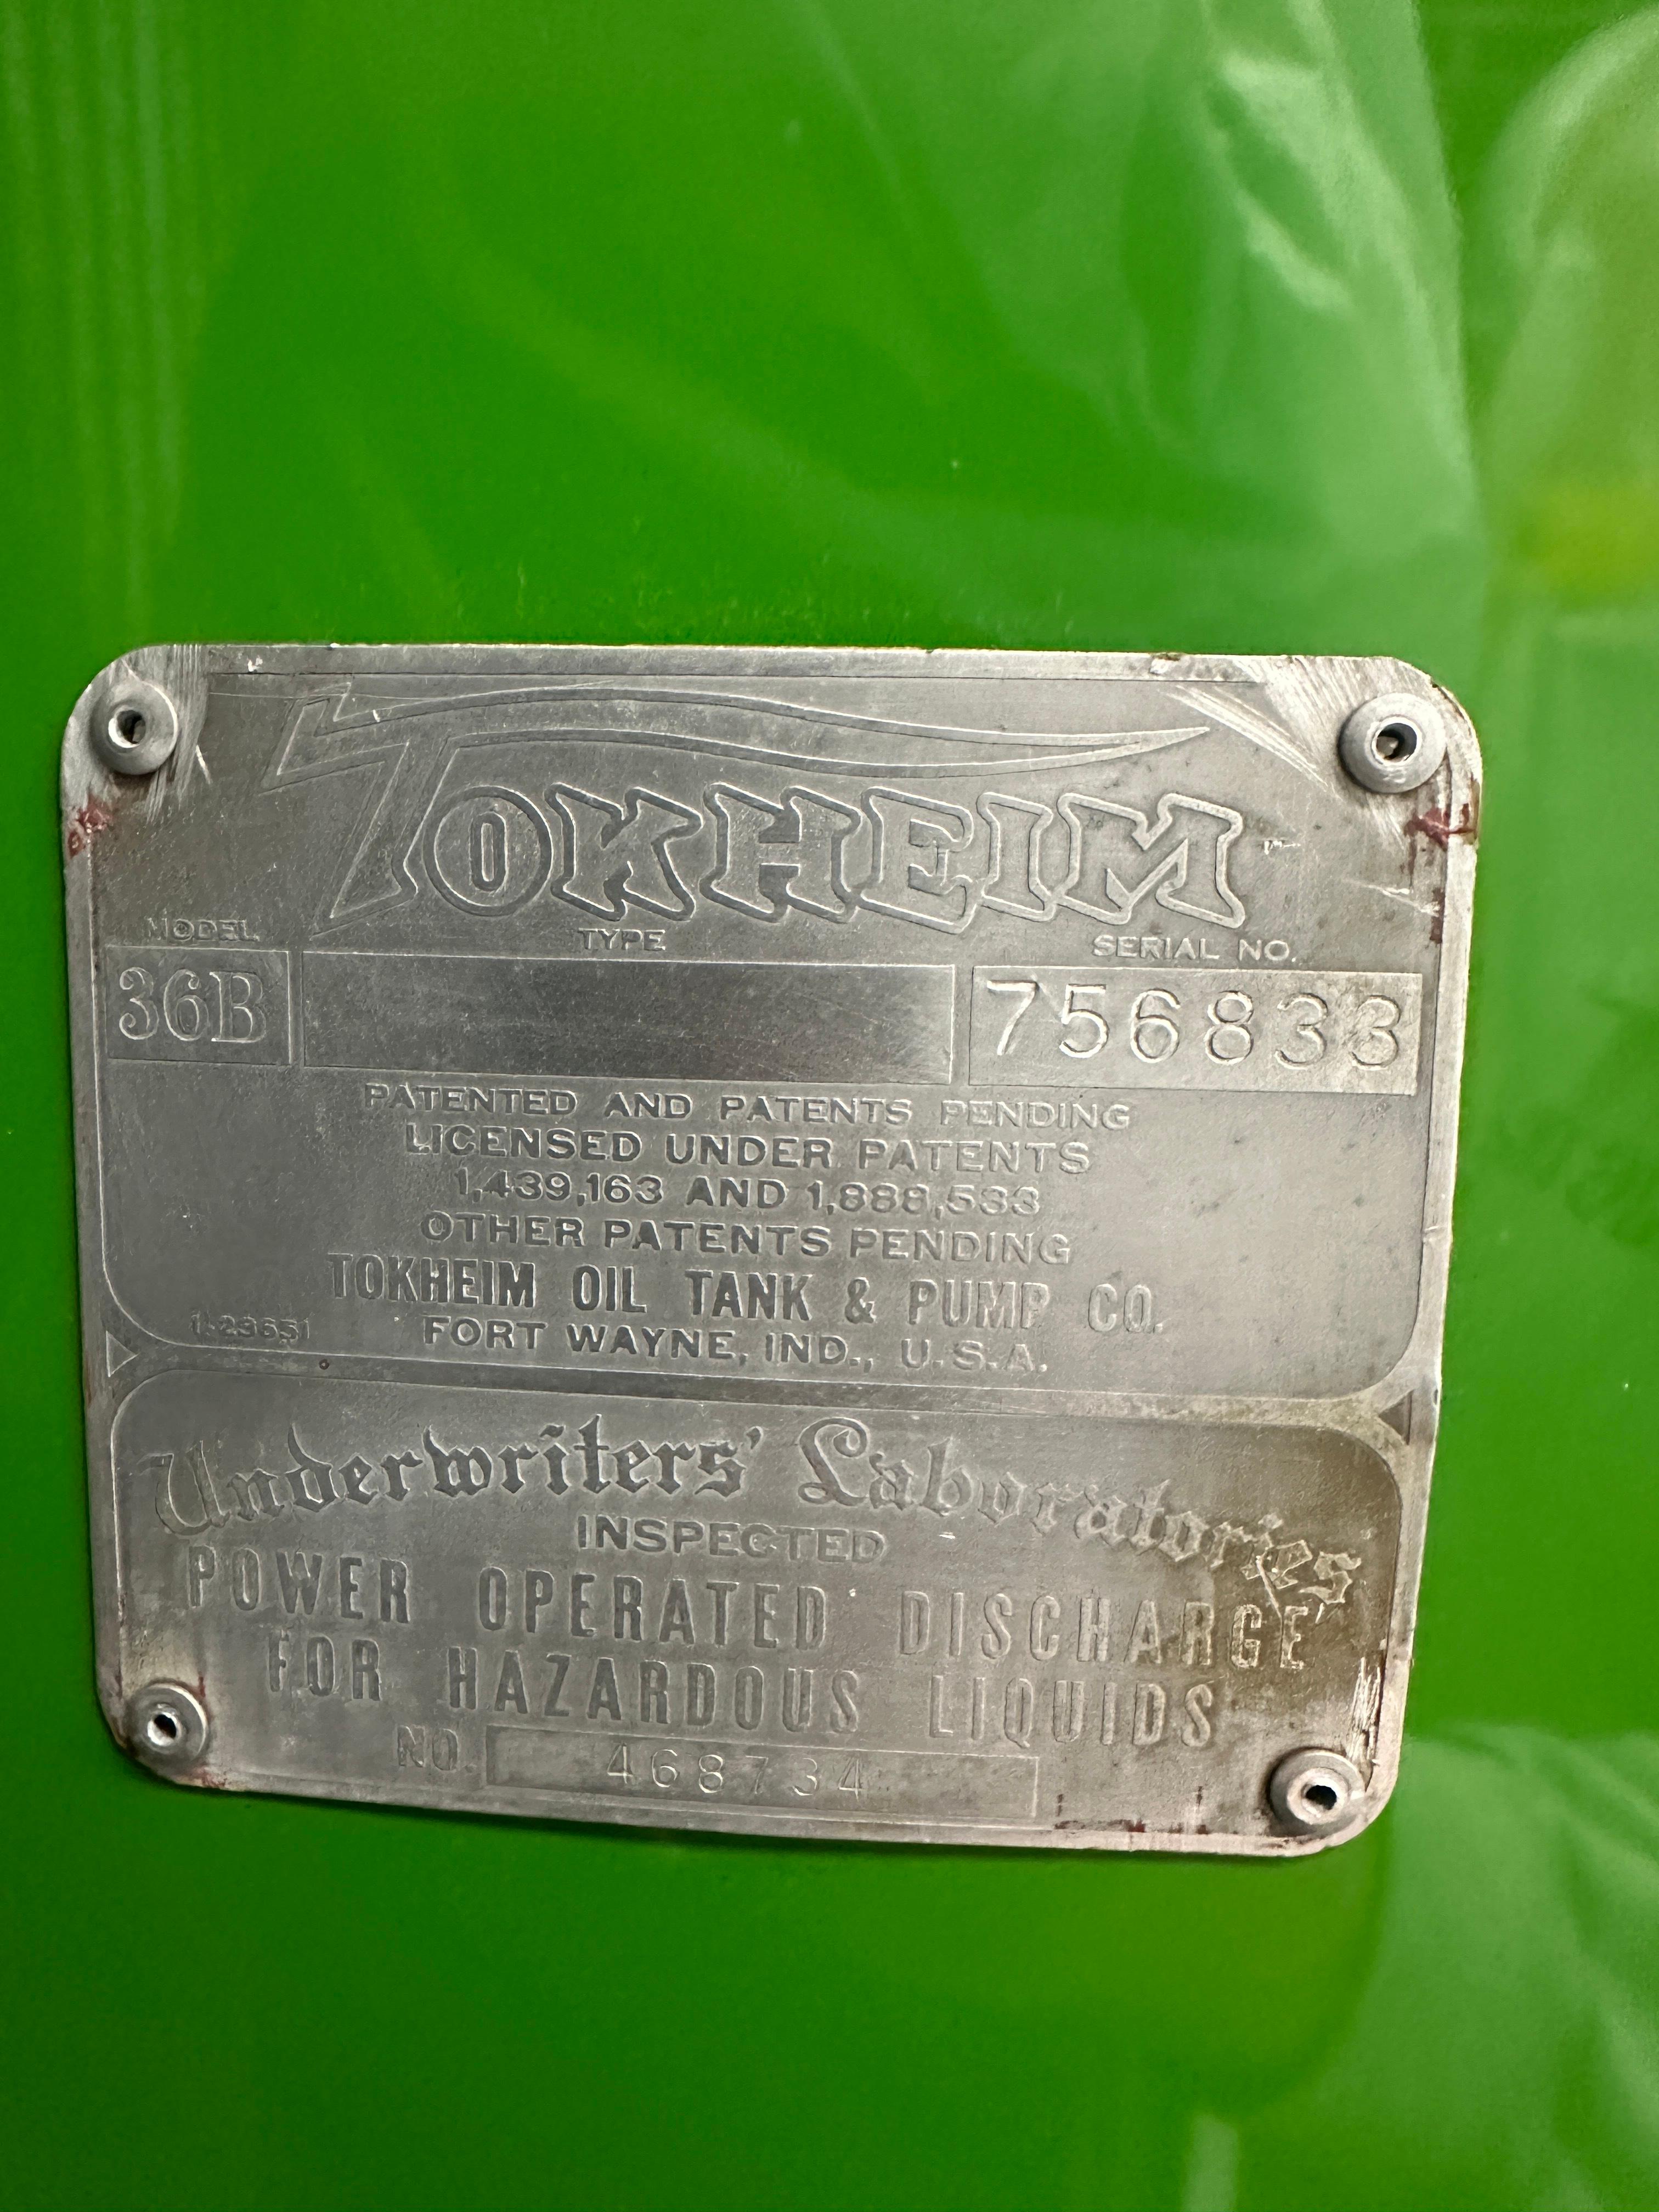 TOKHEIM
MODEL TYPE SERIAL NO.
36B 756833
PATENTED AND PATENTS PENDING
LICENSED UNDER PATENTS
1,439,163 AND 1,888,533
OTHER PATENTS PENDING
TOKHEIM OIL TANK & PUMP CO.
1-23651 FORT WAYNE, IND., U.S.A.
Underwriters' Laboratories
INSPECTED
POWER OPERATED DISCHARGE
FOR HAZARDOUS LIQUIDS
NO. 468734